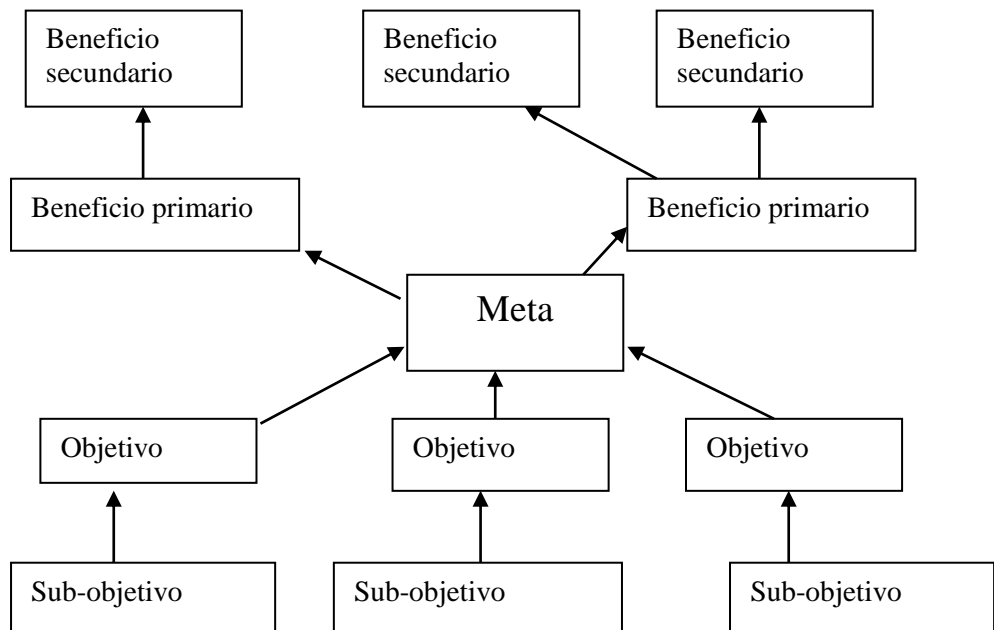 Beneficio
secundario
Beneficio
secundario
Beneficio
secundario
Beneficio primario
Beneficio primario
Meta
Objetivo
Objetivo
Objetivo
Sub-objetivo
Sub-objetivo
Sub-objetivo